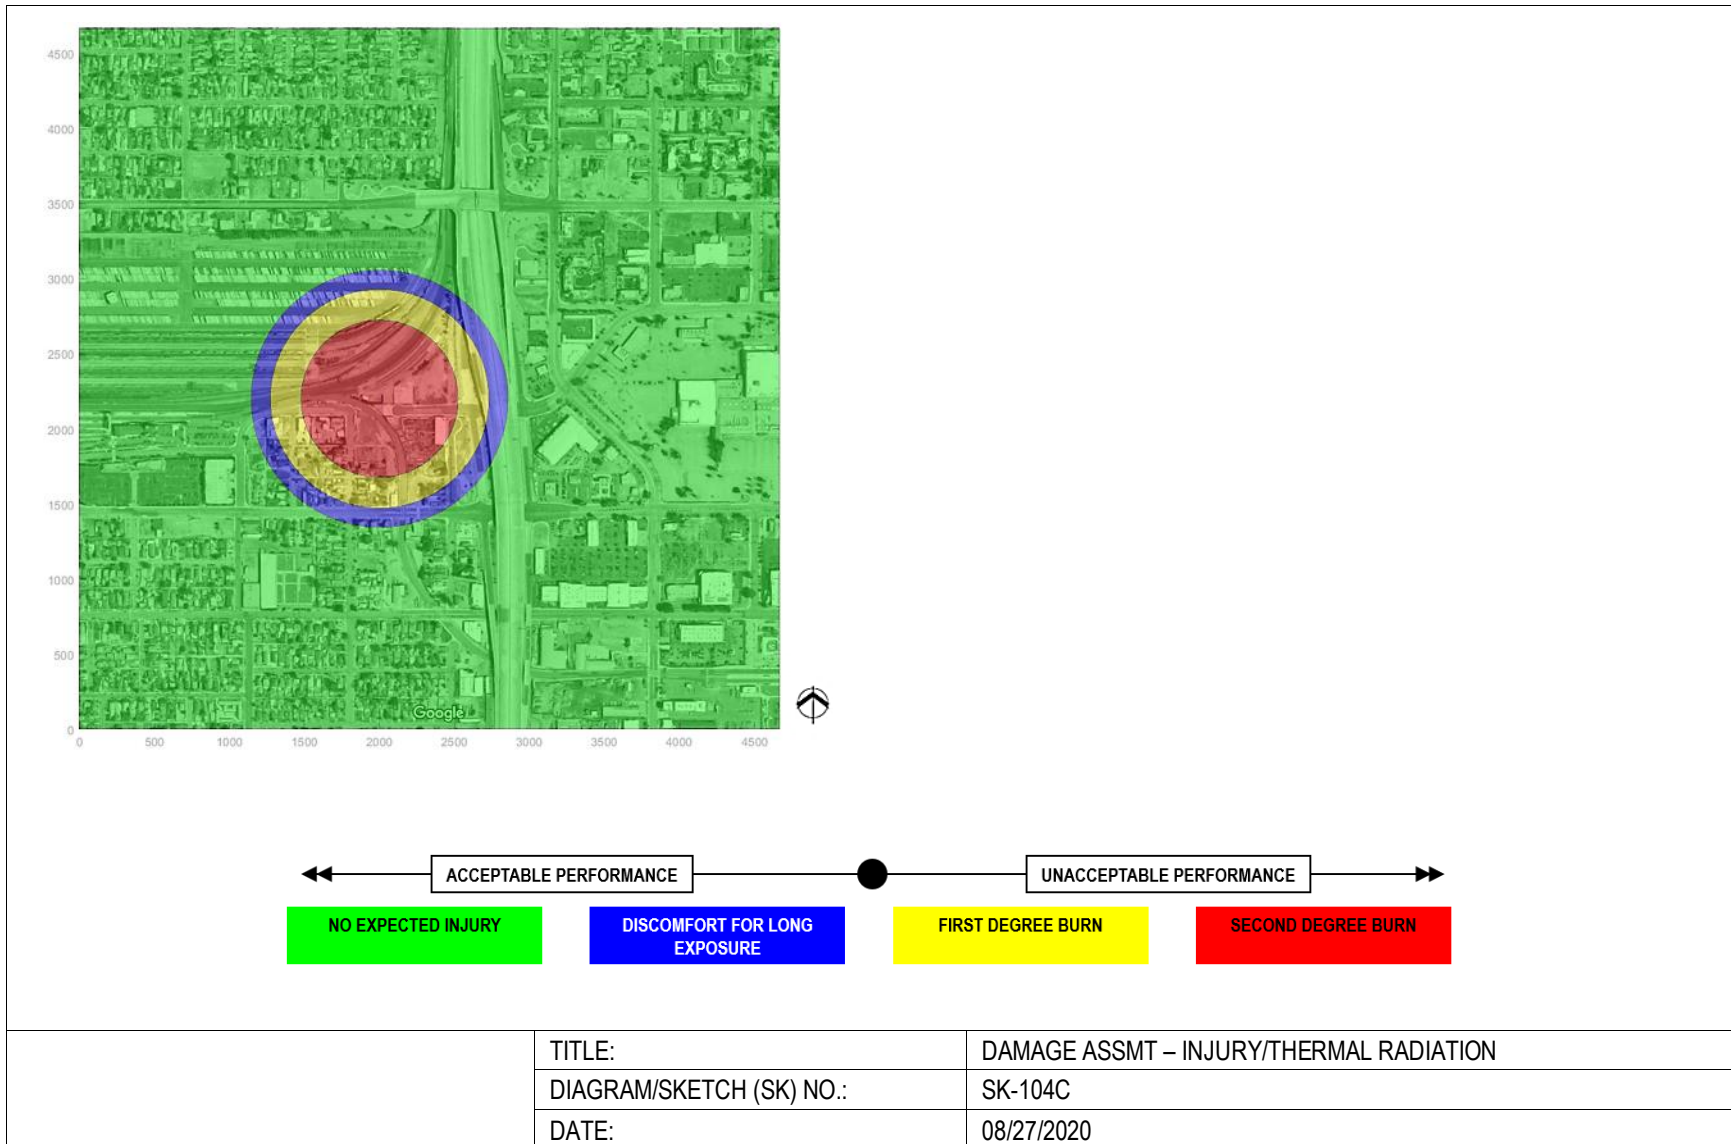 4500
4000
3500
3000
2500
2000
1500
1000
500
0
0 500 1000 1500 2000 2500 3000 3500 4000 4500
Google
ACCEPTABLE PERFORMANCE UNACCEPTABLE PERFORMANCE
NO EXPECTED INJURY
DISCOMFORT FOR LONG
EXPOSURE
FIRST DEGREE BURN
SECOND DEGREE BURN
TITLE: DAMAGE ASSMT – INJURY/THERMAL RADIATION
DIAGRAM/SKETCH (SK) NO.: SK-104C
DATE: 08/27/2020